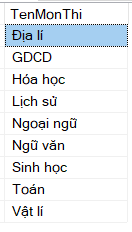 TenMonThi
Địa lí
GDCD
Hóa học
Lịch sử
Ngoại ngữ
Ngữ văn
Sinh học
Toán
Vật lí